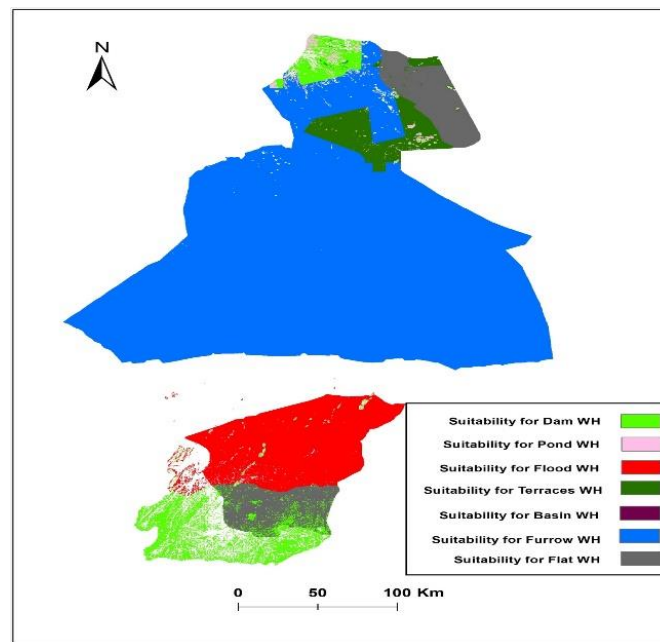 N
Suitability for Dam WH
Suitability for Pond WH
Suitability for Flood WH
Suitability for Terraces WH
Suitability for Basin WH
Suitability for Furrow WH
Suitability for Flat WH
0 50 100 Km